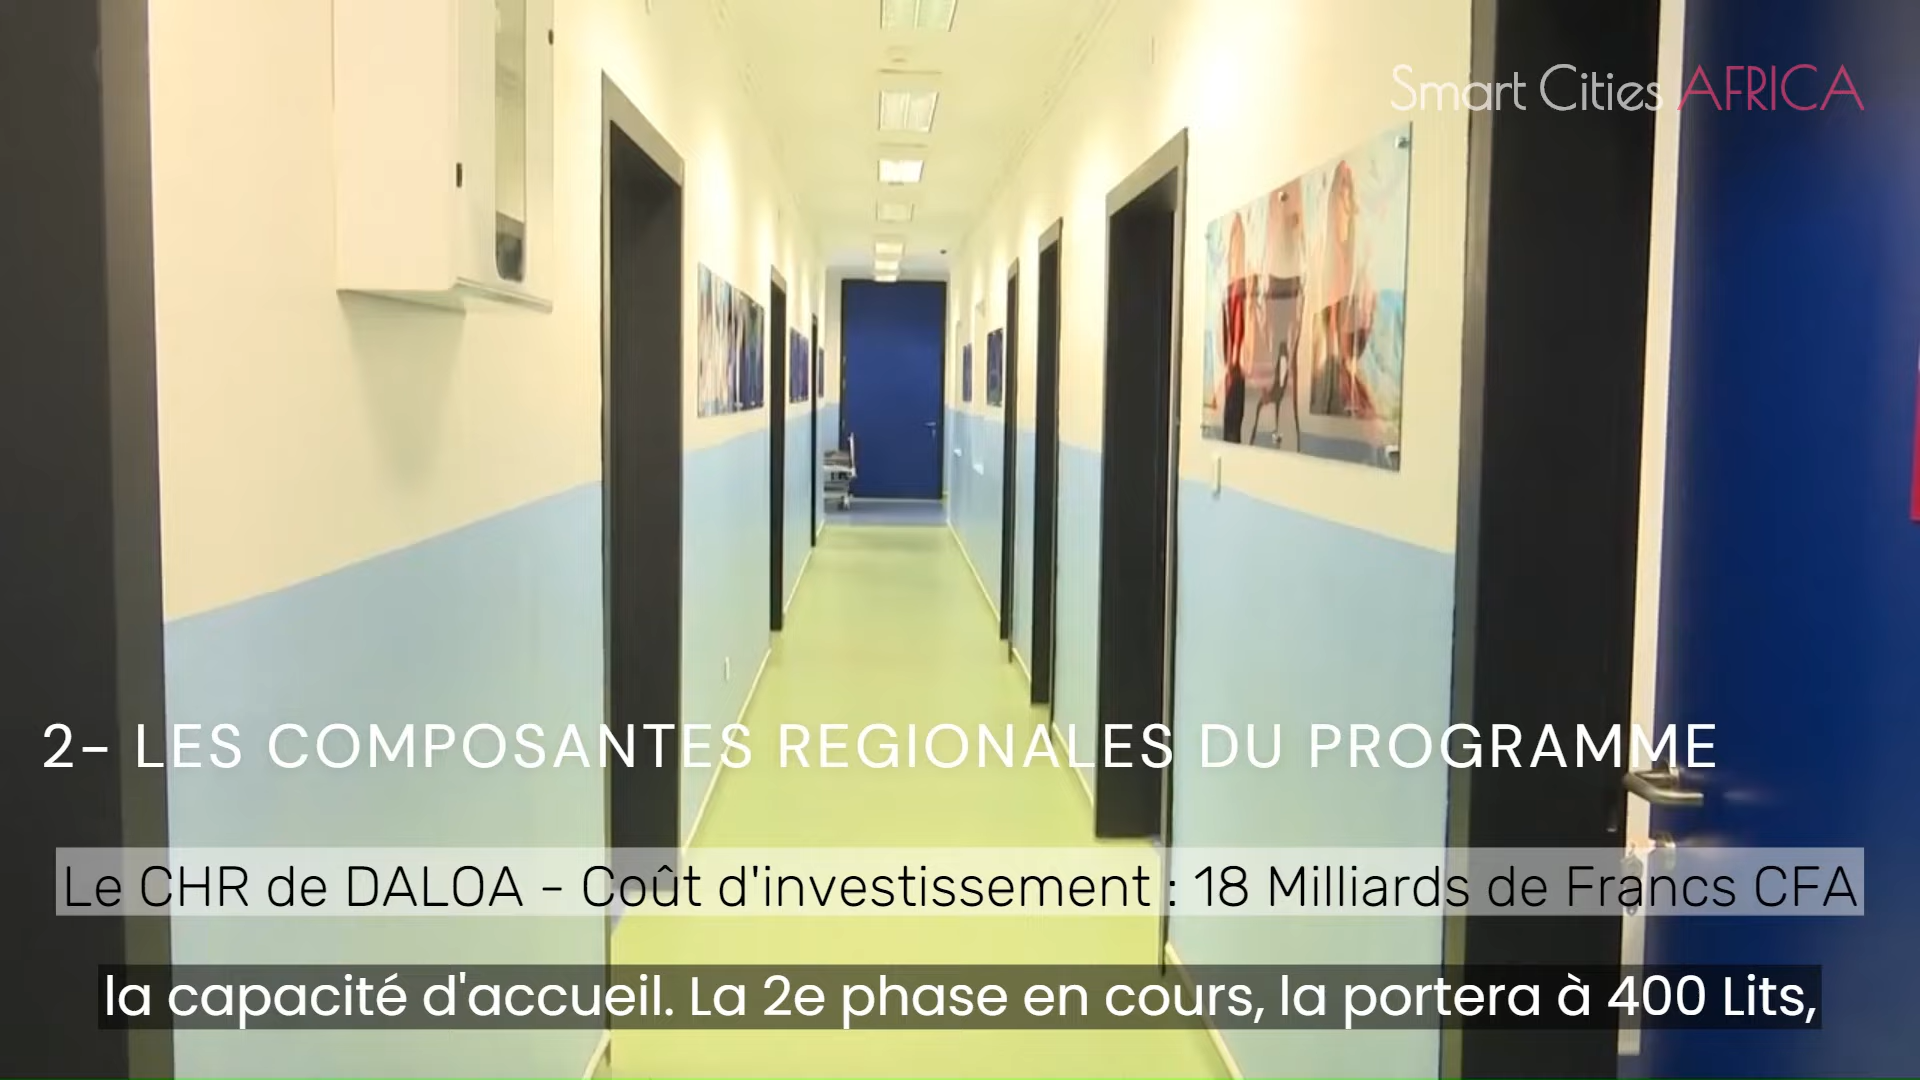 Smart Cities AFRICA
2- LES COMPOSANTES REGIONALES DU PROGRAMME
Le CHR de DALOA - Coût d'investissement : 18 Milliards de Francs CFA
la capacité d'accueil. La 2e phase en cours, la portera à 400 Lits,